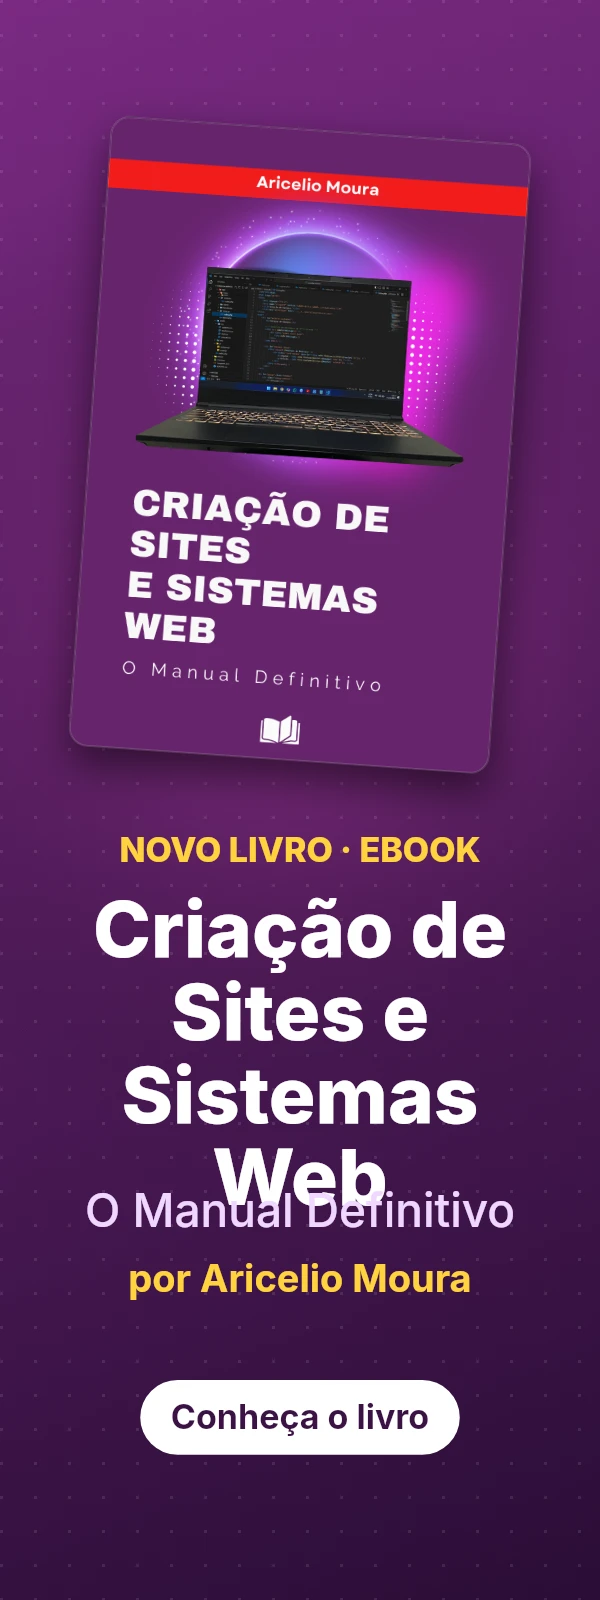 Aricelio Moura
CRIAÇÃO DE
SITES
E SISTEMAS
WEB
O Manual Definitivo
NOVO LIVRO · EBOOK
Criação de
Sites e
Sistemas
Web
O Manual Definitivo
por Aricelio Moura
Conheça o livro